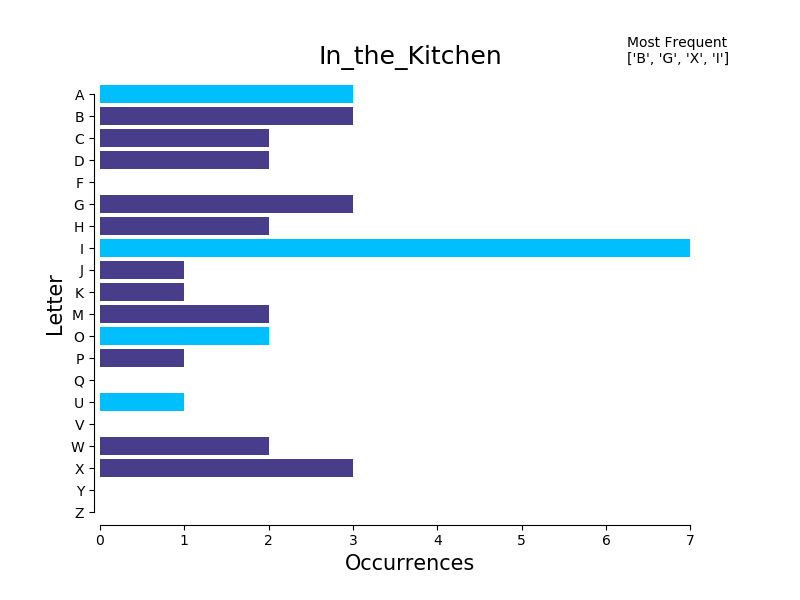 In_the_Kitchen
Most Frequent
['B', 'G', 'X', 'I']
Letter
A
B
C
D
F
G
H
I
J
K
M
O
P
Q
U
V
W
X
Y
Z
0 1 2 3 4 5 6 7
Occurrences